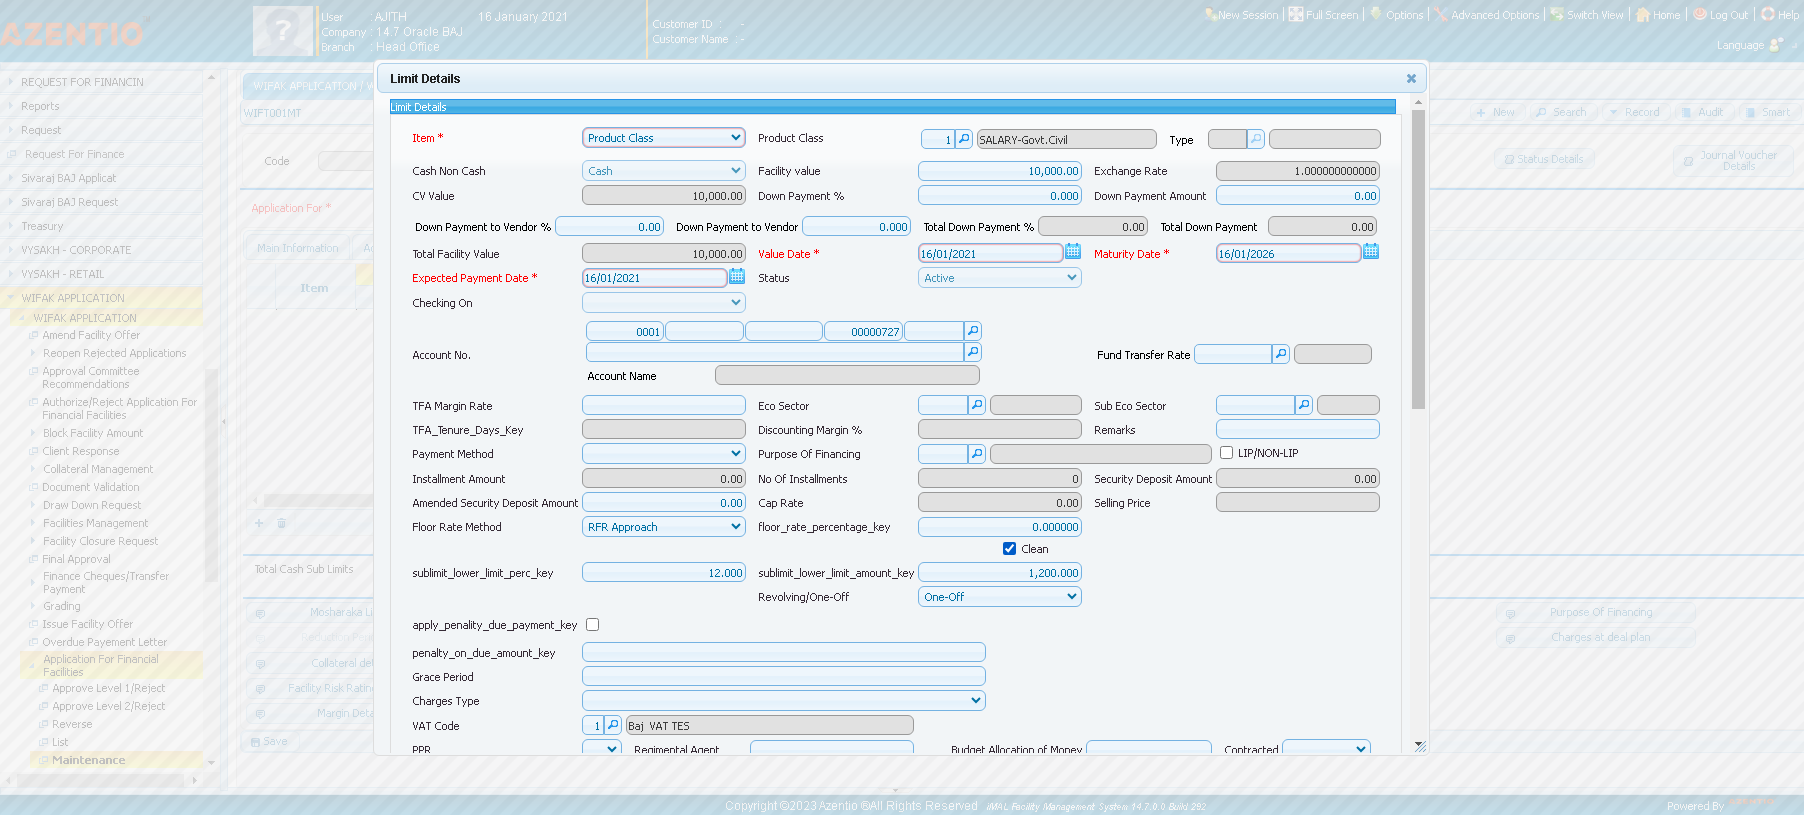 AZENTIO
User : AJITH 16 January 2021
Company : 14.7 Oracle BAJ
Branch : Head Office
Customer ID : -
Customer Name : -
New Session Full Screen Options Advanced Options Switch View Home Log Out Help
Language
REQUEST FOR FINANCIN
Reports
Request
Request For Finance
Sivaraj BAJ Applicat
Sivaraj BAJ Request
Treasury
VYSAKH - CORPORATE
VYSAKH - RETAIL
WIFAK APPLICATION
WIFAK APPLICATION
Amend Facility Offer
Reopen Rejected Applications
Approval Committee
Recommendations
Authorize/Reject Application For
Financial Facilities
Block Facility Amount
Client Response
Collateral Management
Document Validation
Draw Down Request
Facilities Management
Facility Closure Request
Final Approval
Finance Cheques/Transfer
Payment
Grading
Issue Facility Offer
Overdue Payement Letter
Application For Financial
Facilities
Approve Level 1/Reject
Approve Level 2/Reject
Reverse
List
Maintenance
WIFAK APPLICATION / W
WIFT001MT
New Search Record Audit Smart
Code
Status Details
Journal Voucher
Details
Application For *
Main Information
Item
Total Cash Sub Limits
Mosharaka Li
Collateral det
Facility Risk Rating
Margin Deta
Save
Purpose Of Financing
Charges at deal plan
Limit Details
Limit Details
Item * Product Class Product Class 1 SALARY-Govt.Civil Type
Cash Non Cash Cash Facility value 10,000.00 Exchange Rate 1.000000000000
CV Value 10,000.00 Down Payment % 0.000 Down Payment Amount 0.00
Down Payment to Vendor % 0.00 Down Payment to Vendor 0.000 Total Down Payment % 0.00 Total Down Payment 0.00
Total Facility Value 10,000.00 Value Date * 16/01/2021 Maturity Date * 16/01/2026
Expected Payment Date * 16/01/2021 Status Active
Checking On
0001 00000727
Account No. Fund Transfer Rate
Account Name
TFA Margin Rate Eco Sector Sub Eco Sector
TFA_Tenure_Days_Key Discounting Margin % Remarks
Payment Method Purpose Of Financing LIP/NON-LIP
Installment Amount 0.00 No Of Installments 0 Security Deposit Amount 0.00
Amended Security Deposit Amount 0.00 Cap Rate 0.00 Selling Price
Floor Rate Method RFR Approach floor_rate_percentage_key 0.000000
Clean
sublimit_lower_limit_perc_key 12.000 sublimit_lower_limit_amount_key 1,200.000
Revolving/One-Off One-Off
apply_penality_due_payment_key
penalty_on_due_amount_key
Grace Period
Charges Type
VAT Code 1 Baj VAT TES
PPR Regimental Agent Budget Allocation of Money Contracted
Copyright ©2023 Azentio ®All Rights Reserved IMAL Facility Management System 14.7.0.0 Build 292
Powered By